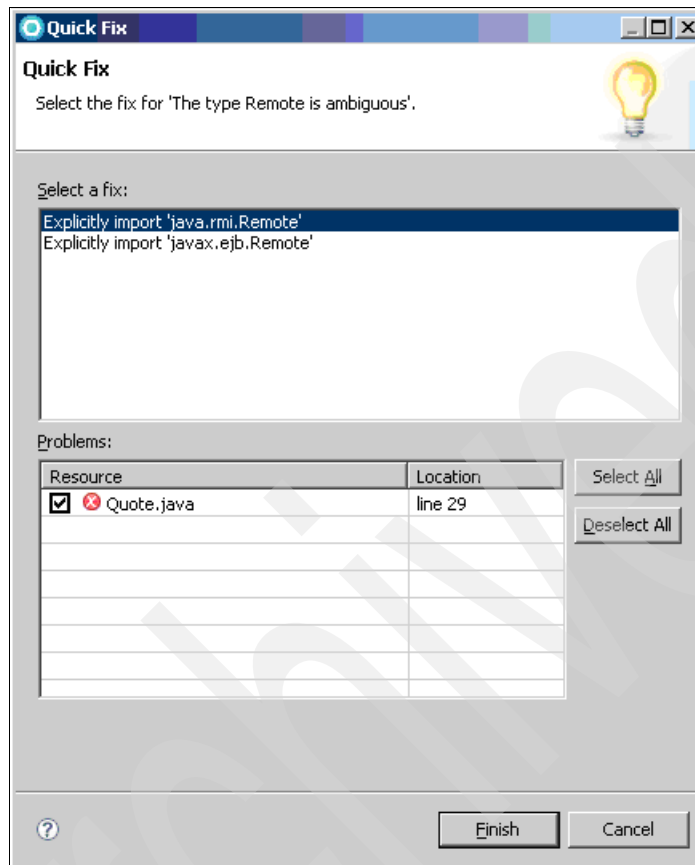 Quick Fix
Quick Fix
Select the fix for 'The type Remote is ambiguous'.
Select a fix:
Explicitly import 'java.rmi.Remote'
Explicitly import 'javax.ejb.Remote'
Problems:
Resource Location
Quote.java line 29
Select All
Deselect All
? Finish Cancel